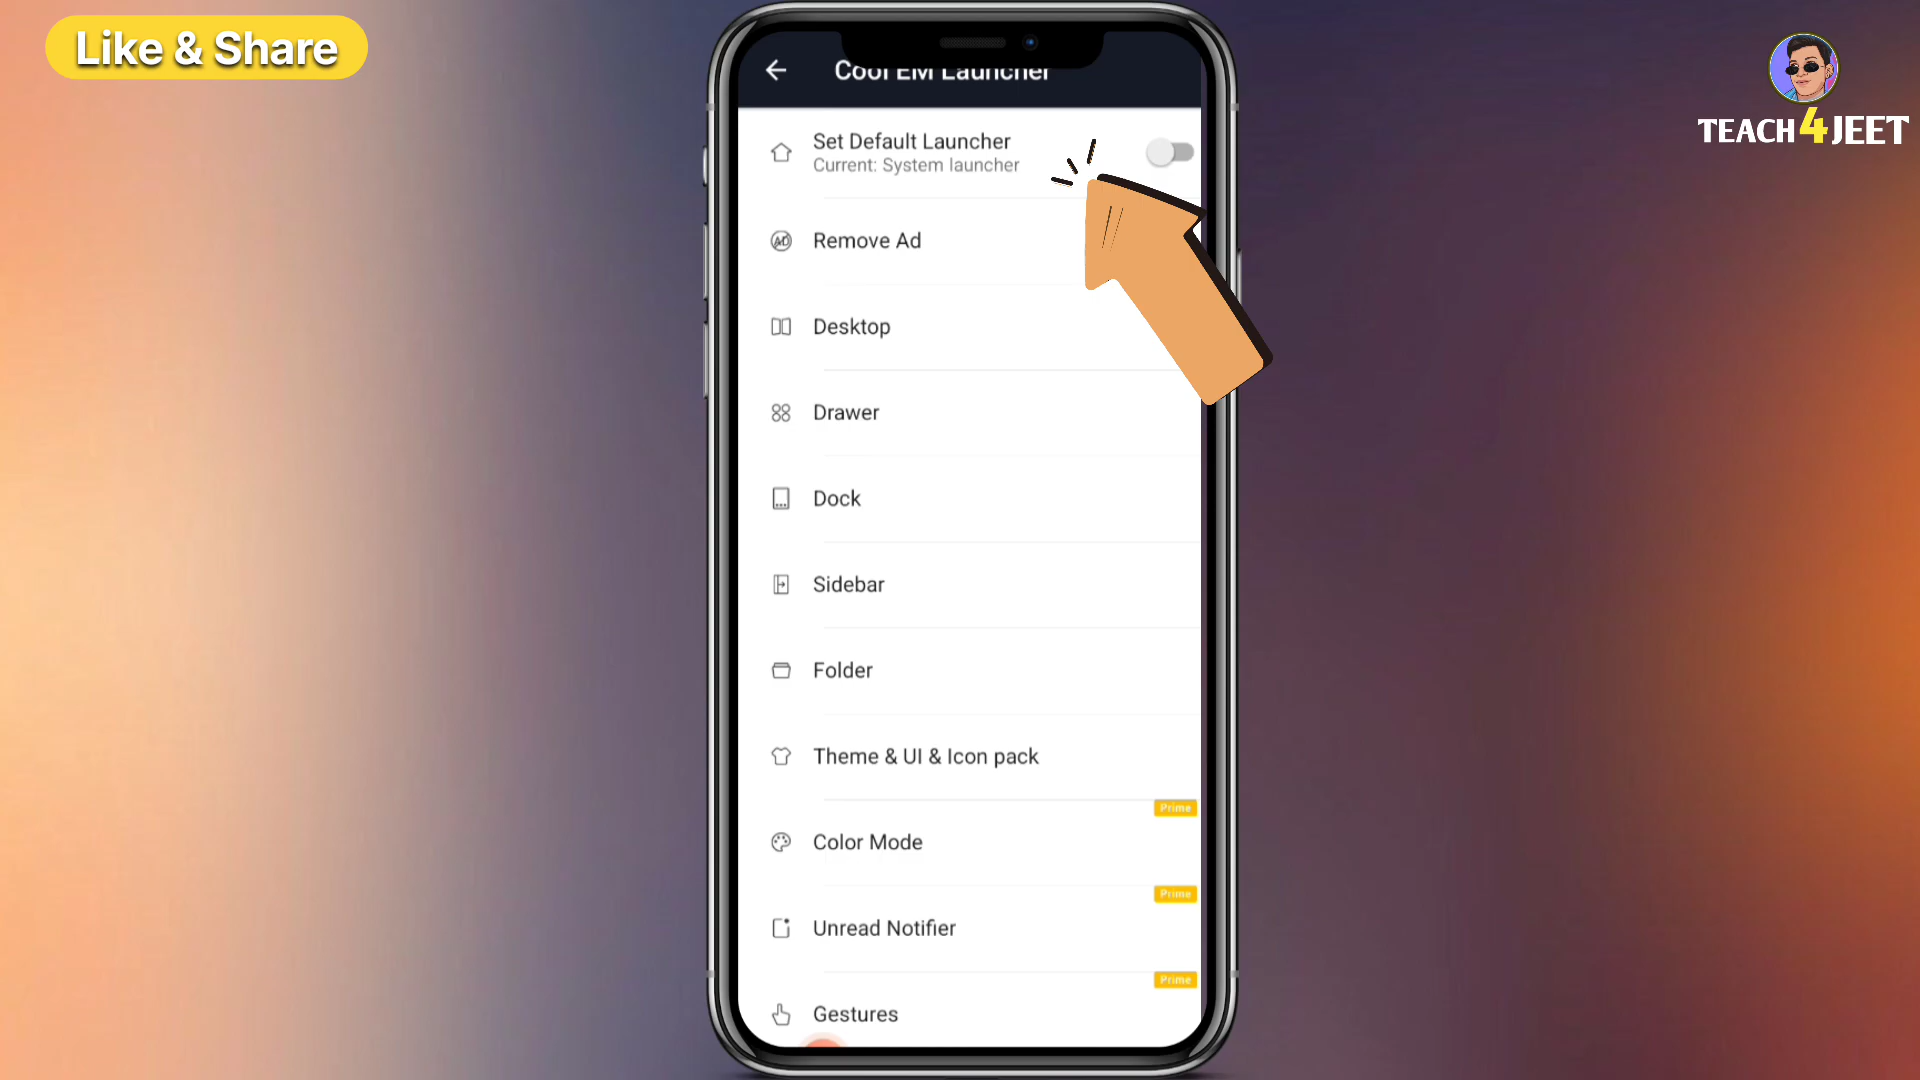 Like & Share
TEACH4JEET
Cool EM Launcher
Set Default Launcher
Current: System launcher
Remove Ad
Desktop
Drawer
Dock
Sidebar
Folder
Theme & UI & Icon pack
Prime
Color Mode
Prime
Unread Notifier
Prime
Gestures